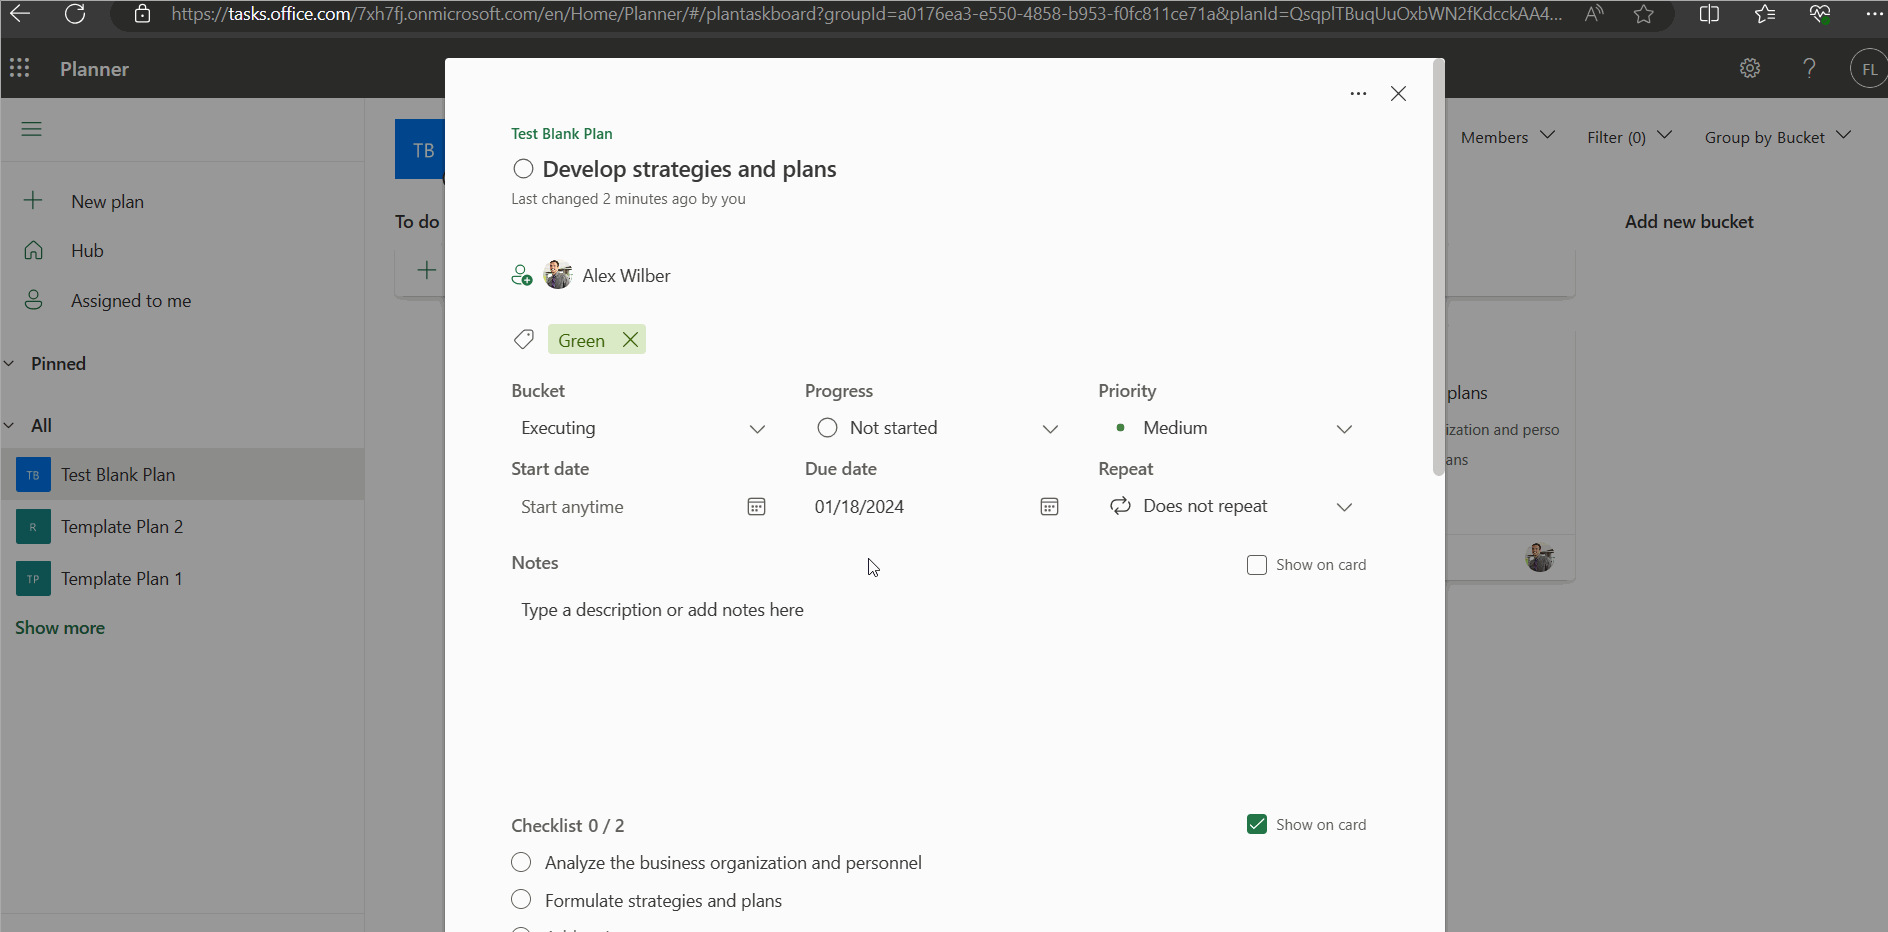 https://tasks.office.com/7xh7fj.onmicrosoft.com/en/Home/Planner/#/plantaskboard?groupId=a0176ea3-e550-4858-b953-f0fc811ce71a&planId=QsqplTBuqUuOxbWN2fKdcckAA4...
Planner
FL
Test Blank Plan
TB
Members
Filter (0)
Group by Bucket
Develop strategies and plans
Last changed 2 minutes ago by you
New plan
To do
Add new bucket
Hub
Alex Wilber
Assigned to me
Green
Pinned
Bucket
Progress
Priority
plans
All
Executing
Not started
Medium
ization and perso
ans
TB
Test Blank Plan
Start date
Due date
Repeat
Start anytime
01/18/2024
Does not repeat
R
Template Plan 2
Notes
Show on card
TP
Template Plan 1
Type a description or add notes here
Show more
Checklist 0 / 2
Show on card
Analyze the business organization and personnel
Formulate strategies and plans